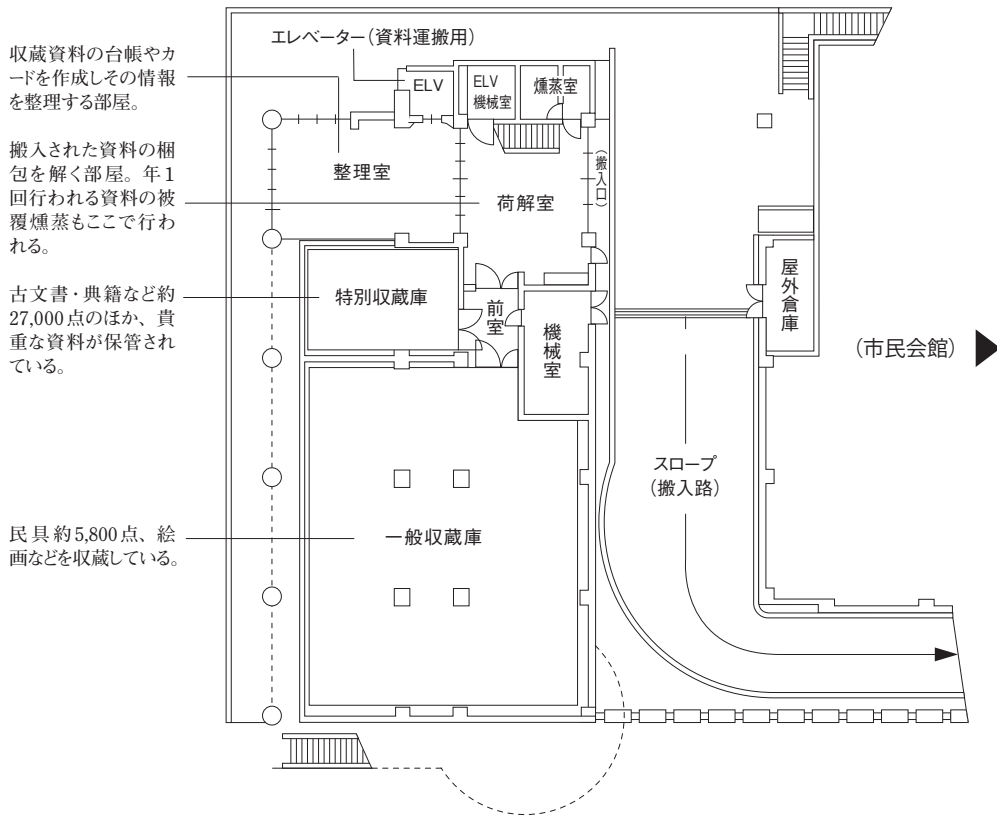 収蔵資料の台帳やカ
ードを作成しその情報
を整理する部屋。
搬入された資料の梱
包を解く部屋。年1
回行われる資料の被
覆燻蒸もここで行わ
れる。
古文書・典籍など約
27,000点のほか、貴
重な資料が保管され
ている。
民具約5,800点、絵
画などを収蔵している。
エレベーター（資料運搬用）
ELV
ELV
機械室
燻蒸室
整理室
荷解室
（搬入口）
特別収蔵庫
前室
機械室
屋外倉庫
（市民会館）
スロープ
（搬入路）
一般収蔵庫